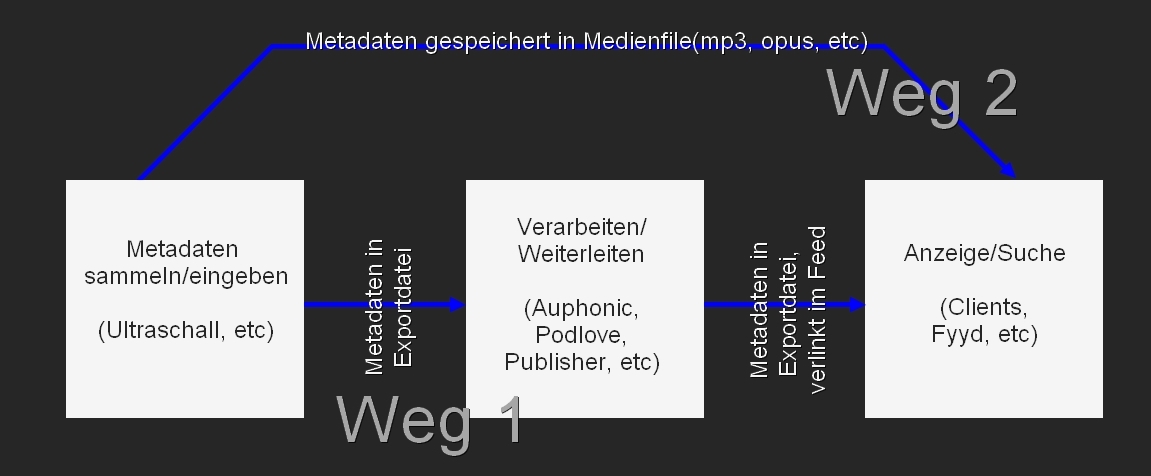 Metadaten gespeichert in Medienfile(mp3, opus, etc)
Weg 2
Metadaten
sammeln/eingeben
(Ultraschall, etc)
Metadaten in
Exportdatei
Weg 1
Verarbeiten/
Weiterleiten
(Auphonic,
Podlove,
Publisher, etc)
Metadaten in
Exportdatei,
verlinkt im Feed
Anzeige/Suche
(Clients,
Fyyd, etc)